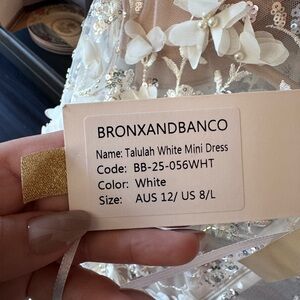 BRONXANDBANCO
Name: Talulah White Mini Dress
Code: BB-25-056WHT
Color: White
Size: AUS 12/ US 8/L